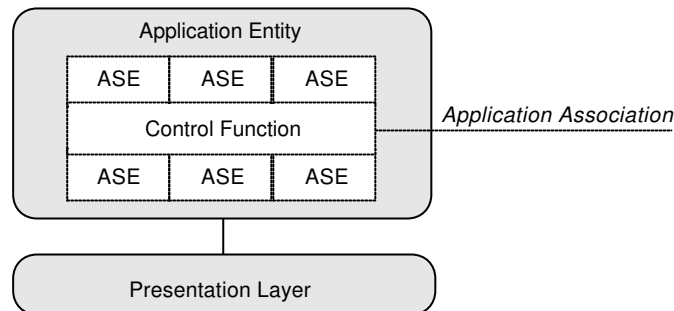 Application Entity
ASE ASE ASE
Application Association
Control Function
ASE ASE ASE
Presentation Layer